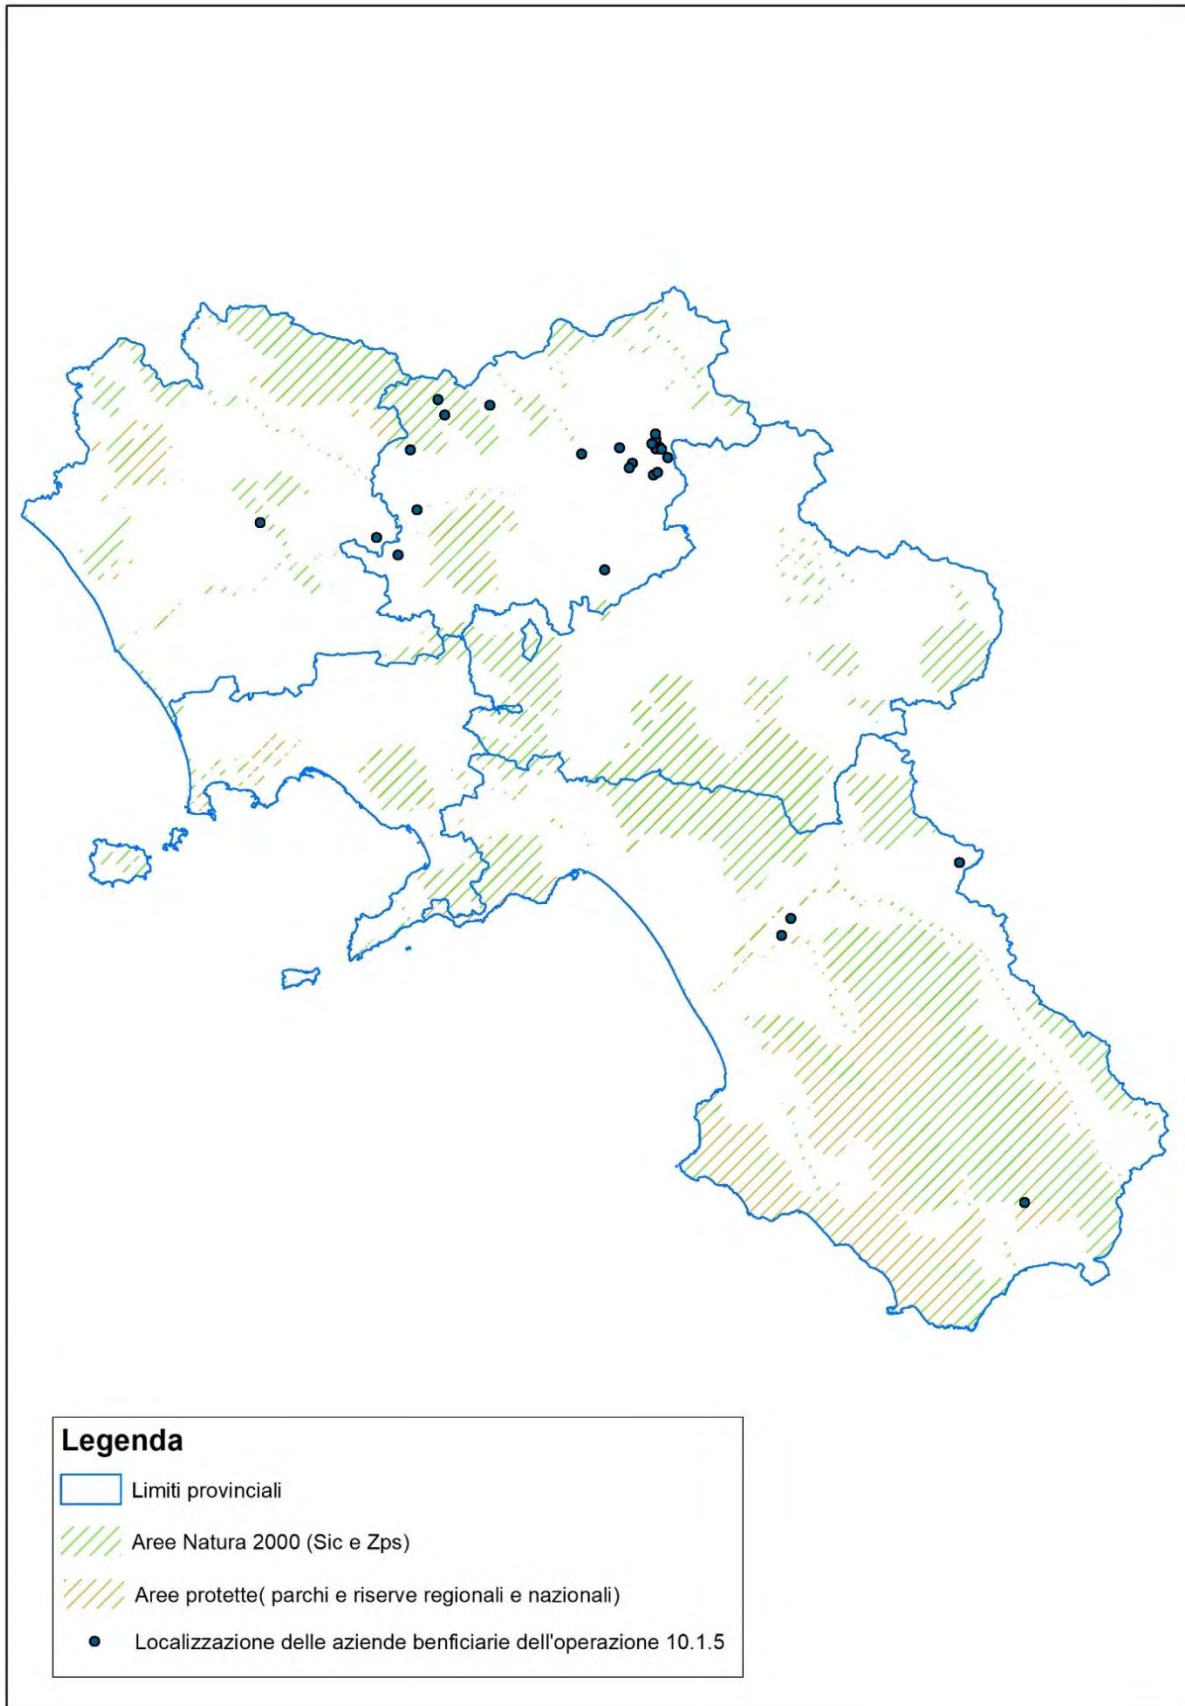 Legenda
Limiti provinciali
Aree Natura 2000 (Sic e Zps)
Aree protette( parchi e riserve regionali e nazionali)
Localizzazione delle aziende benficiarie dell'operazione 10.1.5